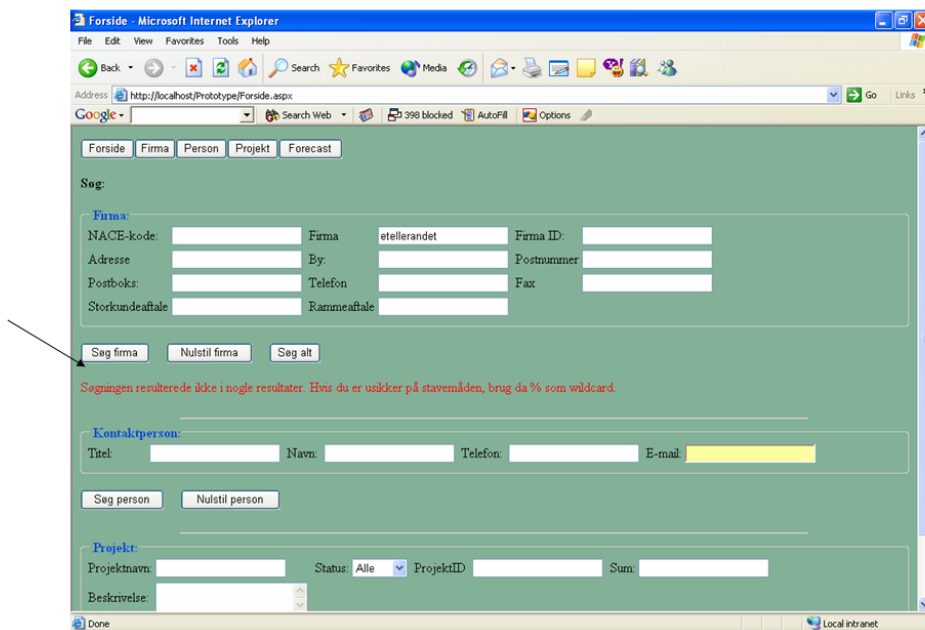 Forside - Microsoft Internet Explorer
File Edit View Favorites Tools Help
Back Search Favorites Media
Address http://localhost/Prototype/Forside.aspx Go Links
Google Search Web 398 blocked AutoFill Options
Forside Firma Person Projekt Forecast
Søg:
Firma:
NACE-kode: Firma etellerandet Firma ID:
Adresse By: Postnummer
Postboks: Telefon Fax
Storkundeaftale Rammeaftale
Søg firma Nulstil firma Søg alt
Søgningen resulterede ikke i nogle resultater. Hvis du er usikker på stavemåden, brug da % som wildcard.
Kontaktperson:
Titel: Navn: Telefon: E-mail:
Søg person Nulstil person
Projekt:
Projektnavn: Status: Alle ProjektID Sum:
Beskrivelse:
Done Local intranet